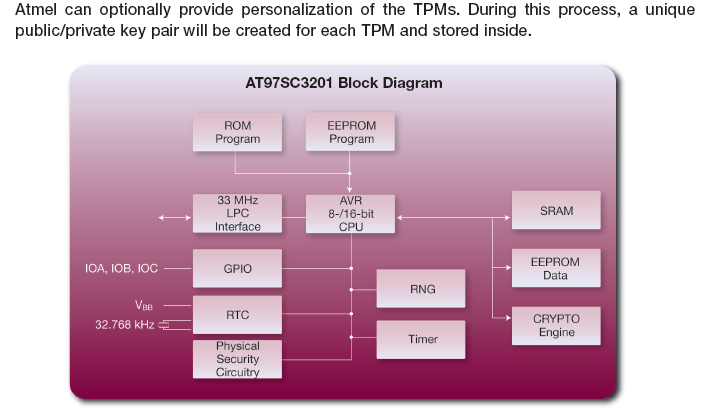 Atmel can optionally provide personalization of the TPMs. During this process, a unique
public/private key pair will be created for each TPM and stored inside.
AT97SC3201 Block Diagram
ROM
Program
EEPROM
Program
33 MHz
LPC
Interface
AVR
8-/16-bit
CPU
SRAM
IOA, IOB, IOC
GPIO
EEPROM
Data
RNG
VBB
32.768 kHz
RTC
CRYPTO
Engine
Timer
Physical
Security
Circuitry